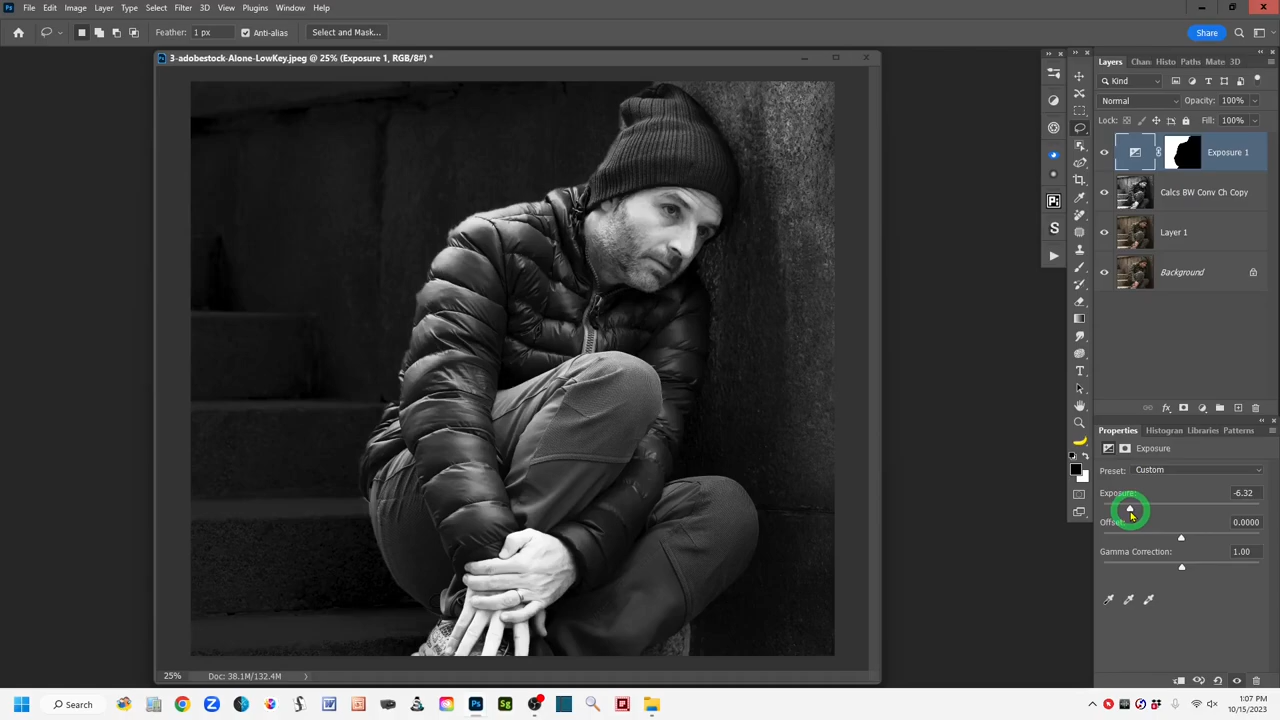 Ps File Edit Image Layer Type Select Filter 3D View Plugins Window Help
Feather: 1 px Anti-alias Select and Mask... Share
3-adobestock-Alone-LowKey.jpeg @ 25% (Exposure 1, RGB/8#) *
Layers Chan Histo Paths Mate 3D
Kind
Normal Opacity: 100%
Lock: Fill: 100%
Exposure 1
Calcs BW Conv Ch Copy
Layer 1
Background
Properties Histogran Libraries Patterns
Exposure
Preset: Custom
Exposure: -6.32
Offset: 0.0000
Gamma Correction: 1.00
25% Doc: 38.1M/132.4M
Search
1:07 PM
10/15/2023